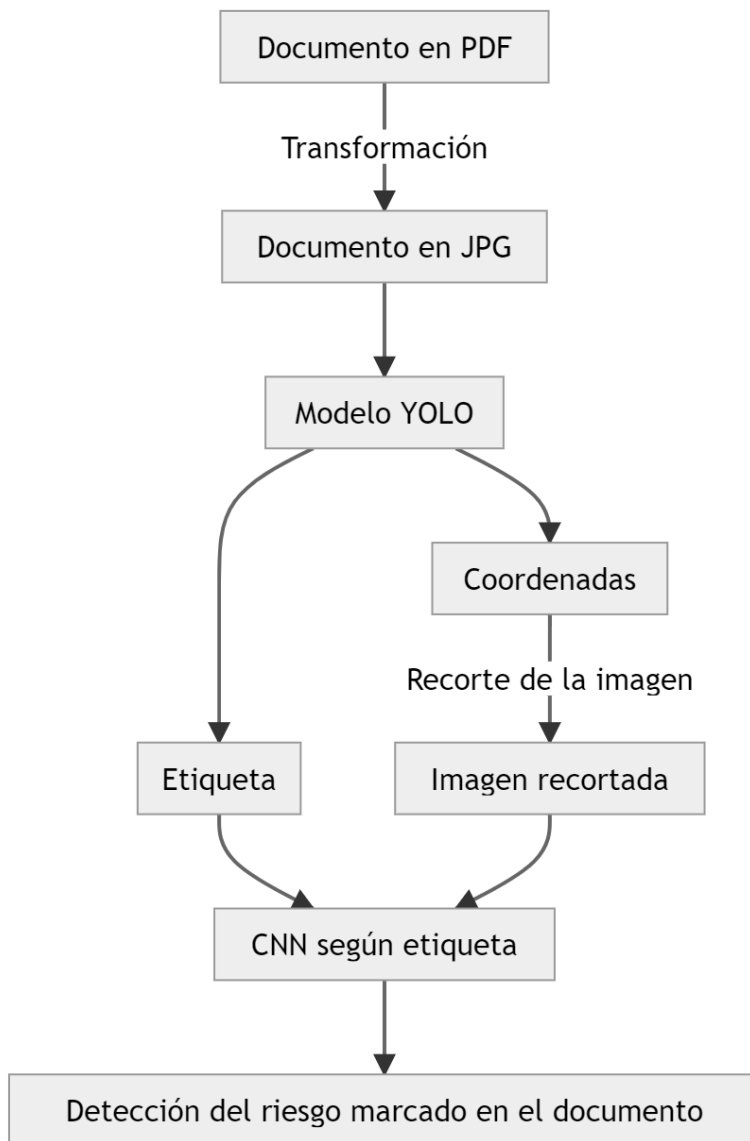 Documento en PDF
Transformación
Documento en JPG
Modelo YOLO
Coordenadas
Recorte de la imagen
Etiqueta
Imagen recortada
CNN según etiqueta
Detección del riesgo marcado en el documento